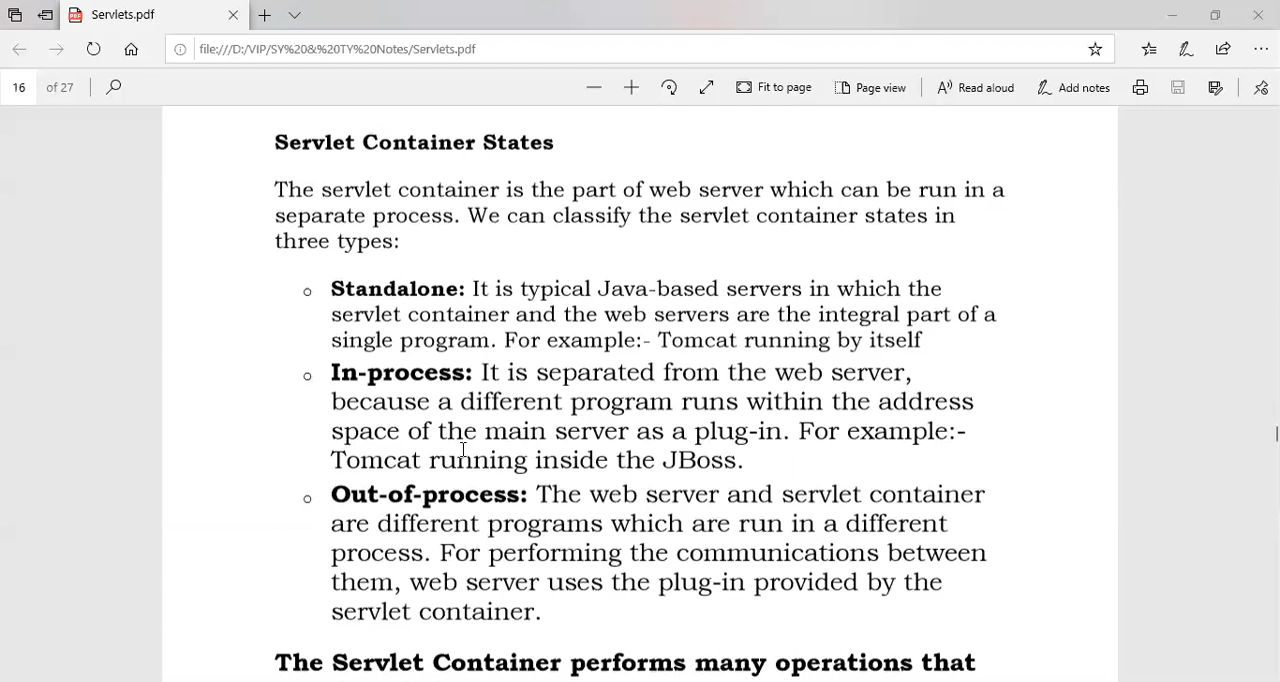 Servlets.pdf
file:///D:/VIP/SY%20&%20TY%20Notes/Servlets.pdf
16 of 27 Fit to page Page view Read aloud Add notes
Servlet Container States
The servlet container is the part of web server which can be run in a
separate process. We can classify the servlet container states in
three types:
Standalone: It is typical Java-based servers in which the
servlet container and the web servers are the integral part of a
single program. For example:- Tomcat running by itself
In-process: It is separated from the web server,
because a different program runs within the address
space of the main server as a plug-in. For example:-
Tomcat running inside the JBoss.
Out-of-process: The web server and servlet container
are different programs which are run in a different
process. For performing the communications between
them, web server uses the plug-in provided by the
servlet container.
The Servlet Container performs many operations that